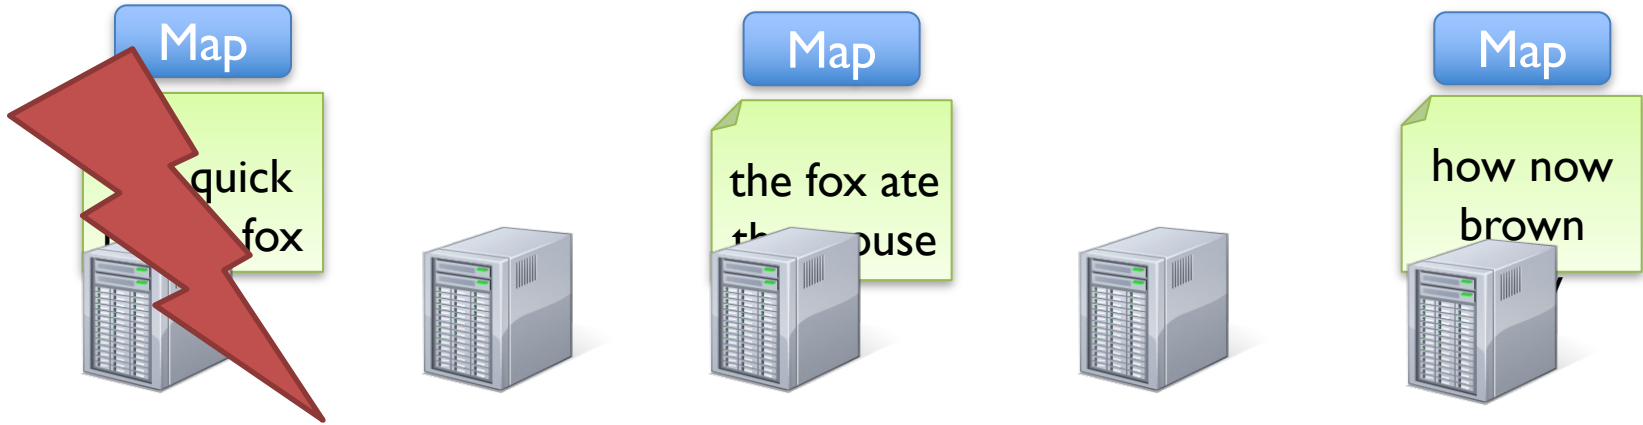 Map
quick
fox
Map
the fox ate
Map
how now
brown